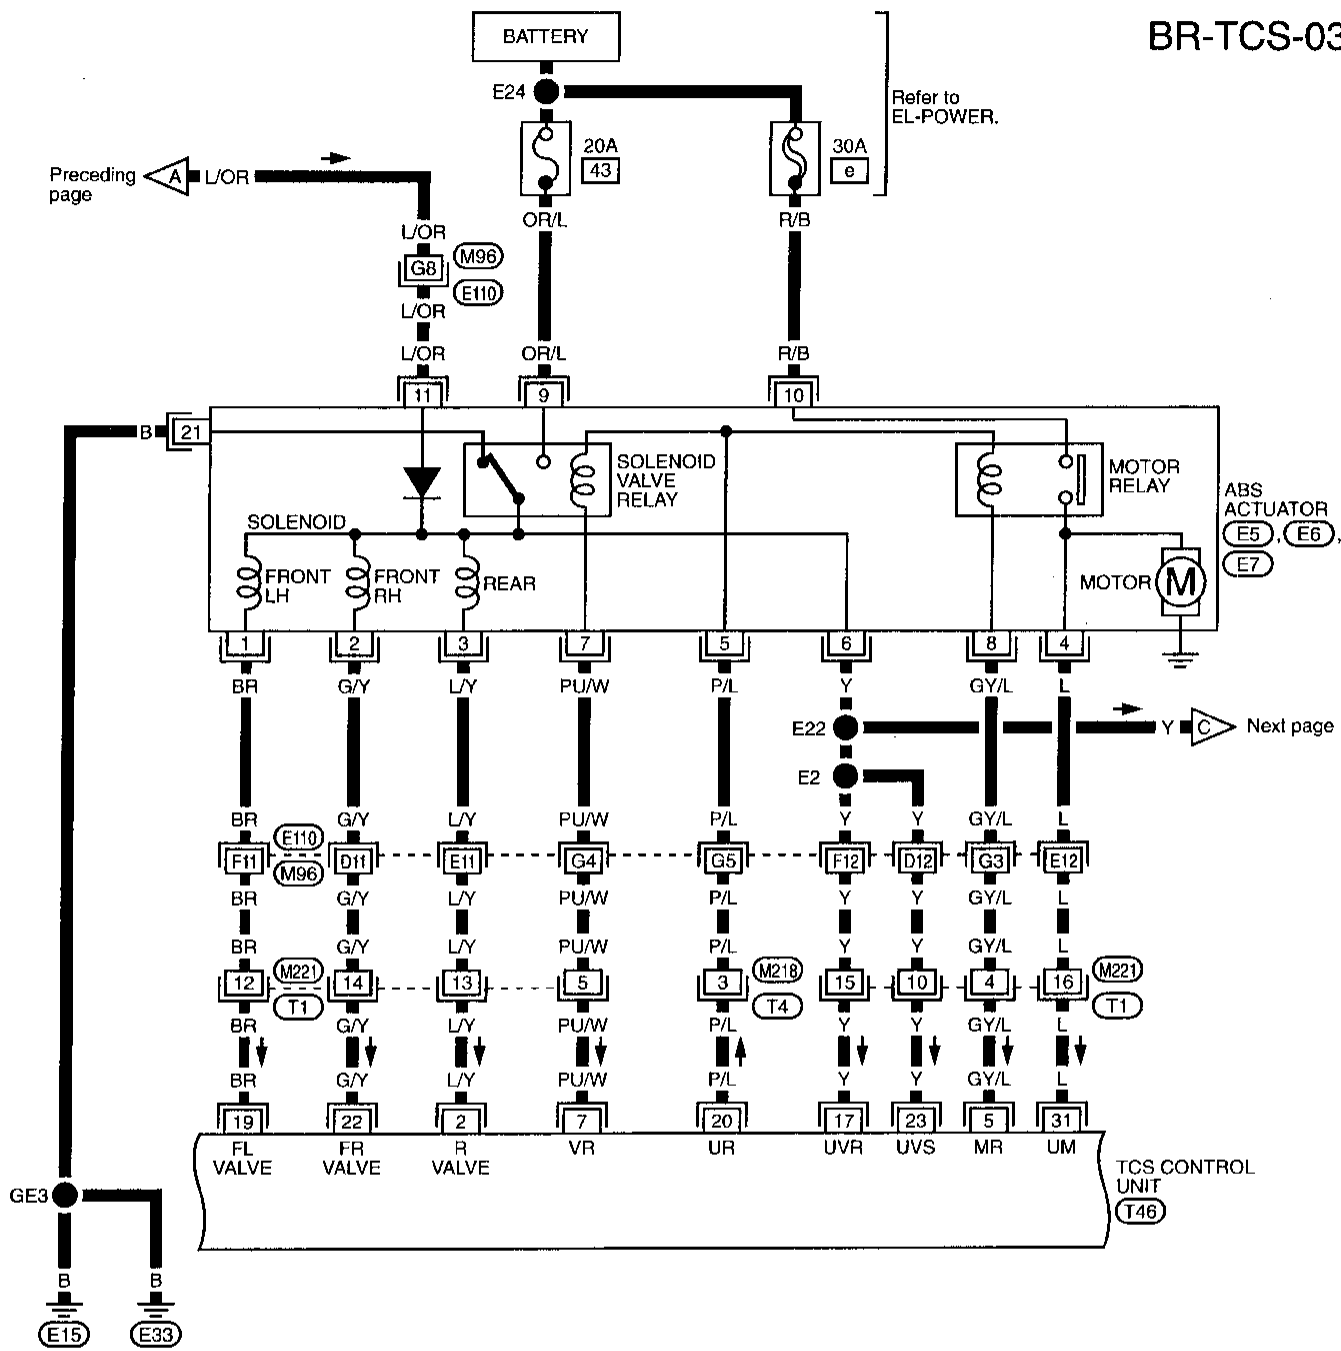 BR-TCS-03
BATTERY
E24
Refer to
EL-POWER.
20A
43
30A
e
Preceding
page
A
L/OR
OR/L
R/B
L/OR
G8
M96
E110
L/OR
L/OR
OR/L
R/B
11
9
10
B
21
SOLENOID
VALVE
RELAY
MOTOR
RELAY
ABS
ACTUATOR
E5, E6,
E7
SOLENOID
FRONT
LH
FRONT
RH
REAR
MOTOR
M
1 2 3 7 5 6 8 4
BR G/Y L/Y PU/W P/L Y GY/L L
E22
Y
C
Next page
E2
BR G/Y L/Y PU/W P/L Y Y GY/L L
E110
F11 D11 E11 G4 G5 F12 D12 G3 E12
M96
BR G/Y L/Y PU/W P/L Y Y GY/L L
BR G/Y L/Y PU/W P/L Y Y GY/L L
M221 M218 M221
12 14 13 5 3 15 10 4 16
T1 T4 T1
BR G/Y L/Y PU/W P/L Y Y GY/L L
BR G/Y L/Y PU/W P/L Y Y GY/L L
19 22 2 7 20 17 23 5 31
FL
VALVE
FR
VALVE
R
VALVE
VR UR UVR UVS MR UM
TCS CONTROL
UNIT
T46
GE3
B B
E15 E33